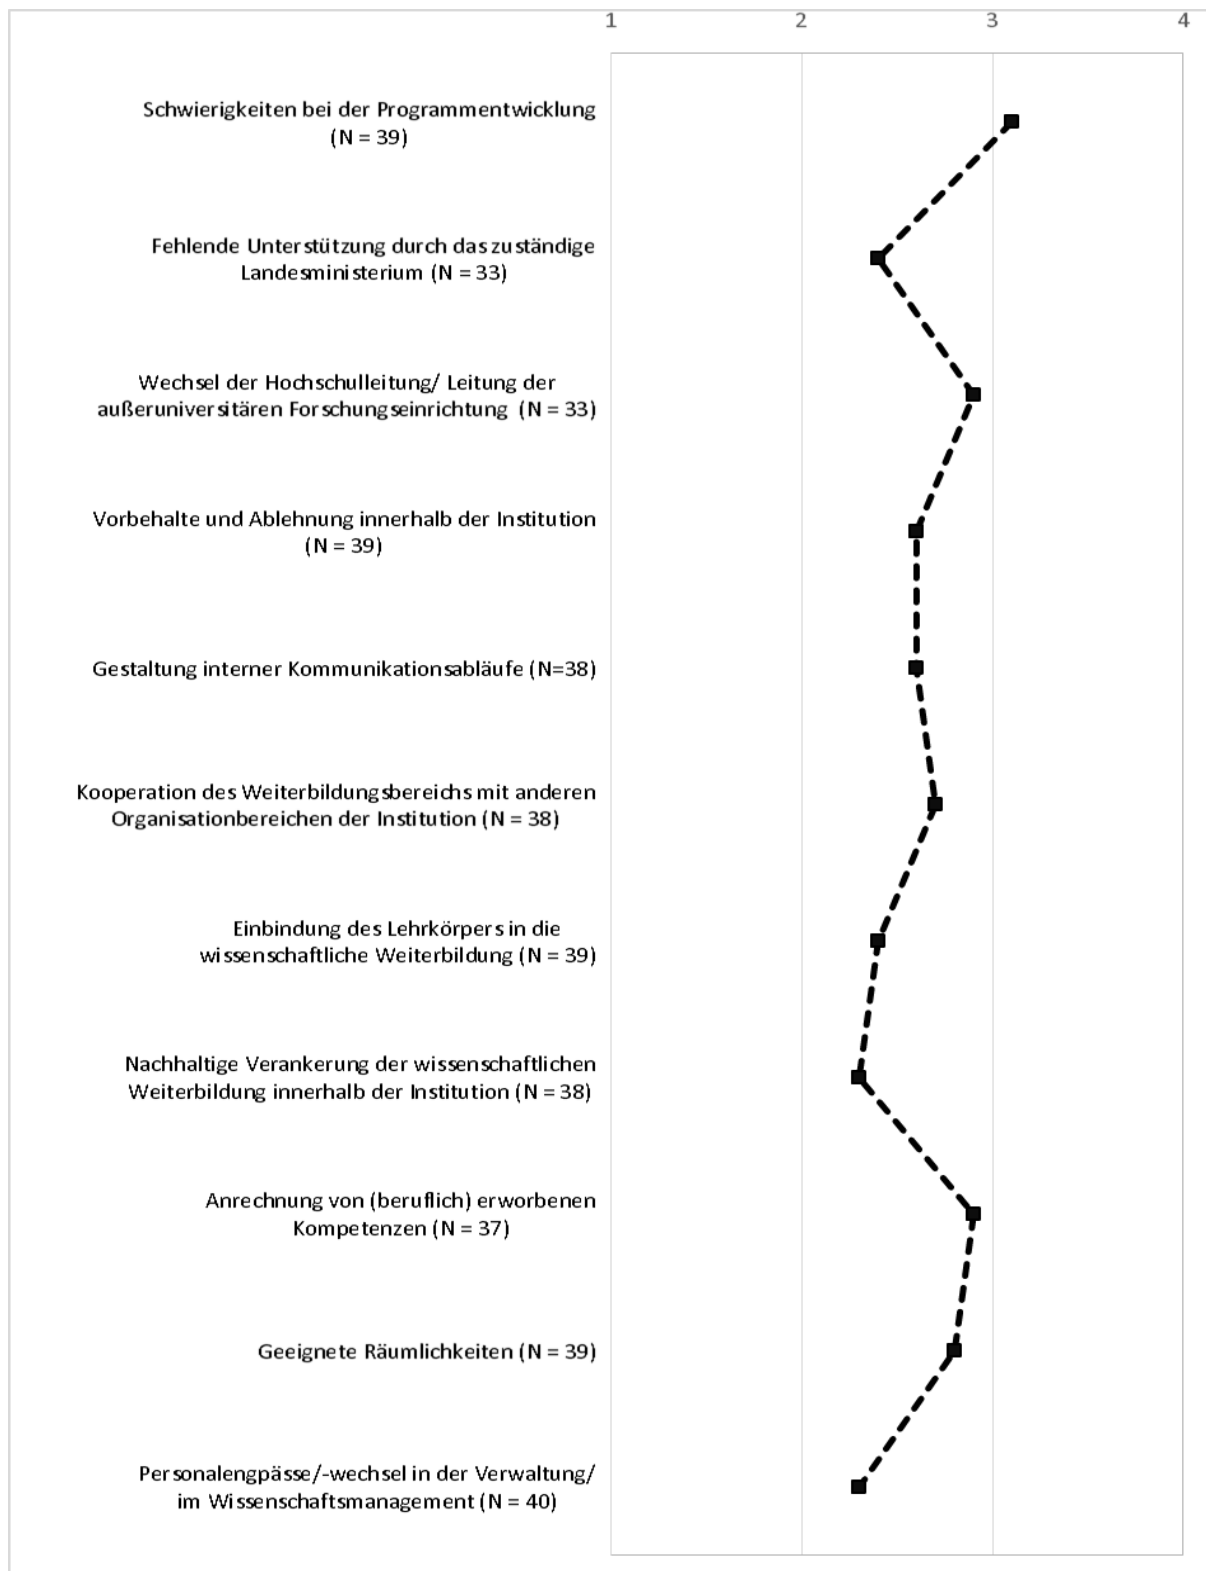 1 2 3 4
Schwierigkeiten bei der Programmentwicklung
(N = 39)
Fehlende Unterstützung durch das zuständige
Landesministerium (N = 33)
Wechsel der Hochschulleitung/ Leitung der
außeruniversitären Forschungseinrichtung (N = 33)
Vorbehalte und Ablehnung innerhalb der Institution
(N = 39)
Gestaltung interner Kommunikationsabläufe (N=38)
Kooperation des Weiterbildungsbereichs mit anderen
Organisationbereichen der Institution (N = 38)
Einbindung des Lehrkörpers in die
wissenschaftliche Weiterbildung (N = 39)
Nachhaltige Verankerung der wissenschaftlichen
Weiterbildung innerhalb der Institution (N = 38)
Anrechnung von (beruflich) erworbenen
Kompetenzen (N = 37)
Geeignete Räumlichkeiten (N = 39)
Personalengpässe/-wechsel in der Verwaltung/
im Wissenschaftsmanagement (N = 40)